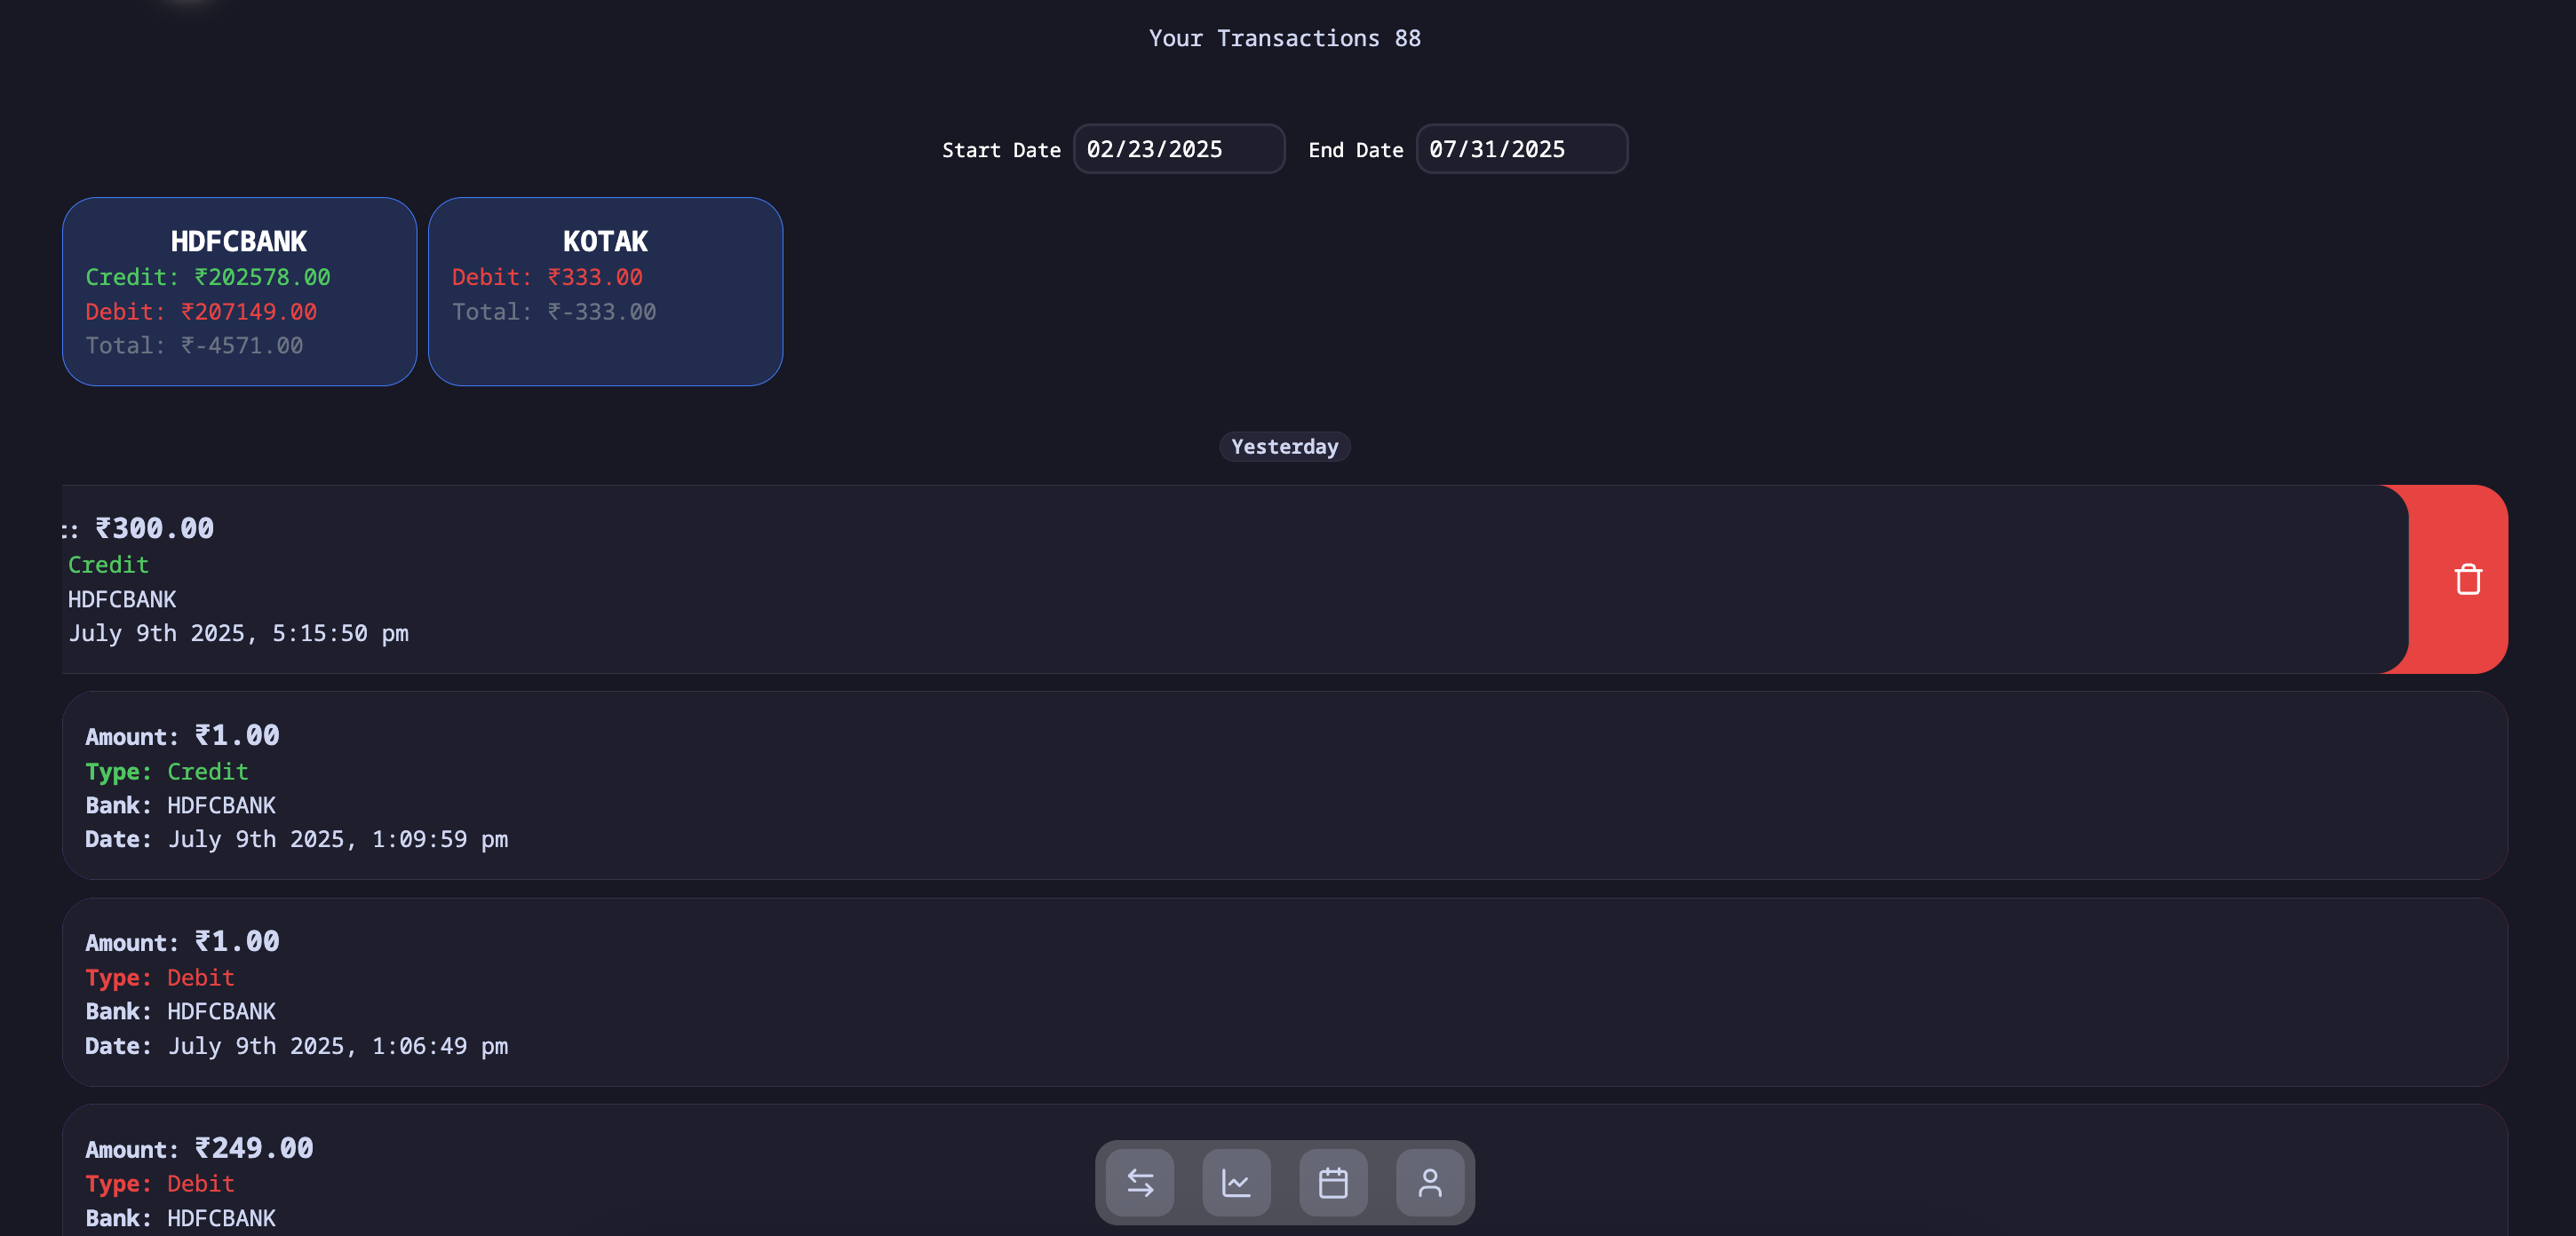 Your Transactions 88
Start Date 02/23/2025 End Date 07/31/2025
HDFCBANK
Credit: ₹202578.00
Debit: ₹207149.00
Total: ₹-4571.00
KOTAK
Debit: ₹333.00
Total: ₹-333.00
Yesterday
: ₹300.00
Credit
HDFCBANK
July 9th 2025, 5:15:50 pm
Amount: ₹1.00
Type: Credit
Bank: HDFCBANK
Date: July 9th 2025, 1:09:59 pm
Amount: ₹1.00
Type: Debit
Bank: HDFCBANK
Date: July 9th 2025, 1:06:49 pm
Amount: ₹249.00
Type: Debit
Bank: HDFCBANK